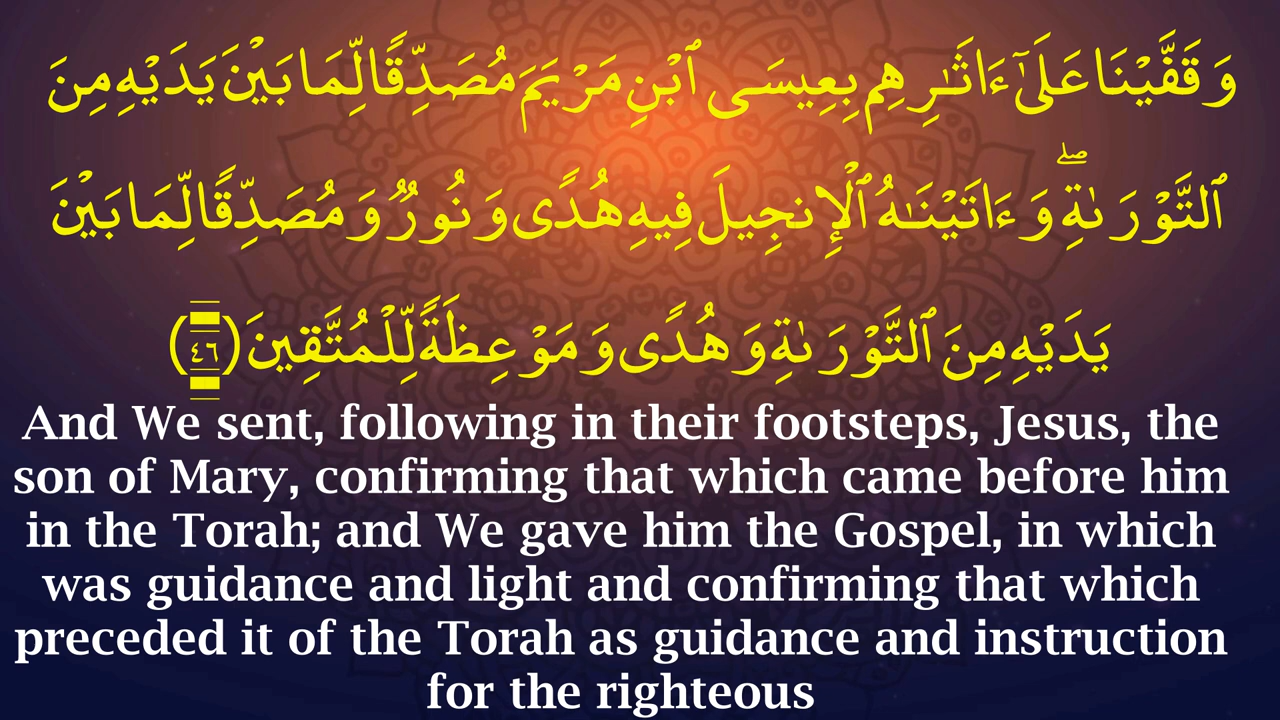 وَقَفَّيْنَا عَلَىٰٓ ءَاثَـٰرِهِم بِعِيسَى ٱبْنِ مَرْيَمَ مُصَدِّقًا لِّمَا بَيْنَ يَدَيْهِ مِنَ
ٱلتَّوْرَىٰةِ ۖ وَءَاتَيْنَـٰهُ ٱلْإِنجِيلَ فِيهِ هُدًى وَنُورٌ وَمُصَدِّقًا لِّمَا بَيْنَ
يَدَيْهِ مِنَ ٱلتَّوْرَىٰةِ وَهُدًى وَمَوْعِظَةً لِّلْمُتَّقِينَ (٤٦)
And We sent, following in their footsteps, Jesus, the
son of Mary, confirming that which came before him
in the Torah; and We gave him the Gospel, in which
was guidance and light and confirming that which
preceded it of the Torah as guidance and instruction
for the righteous